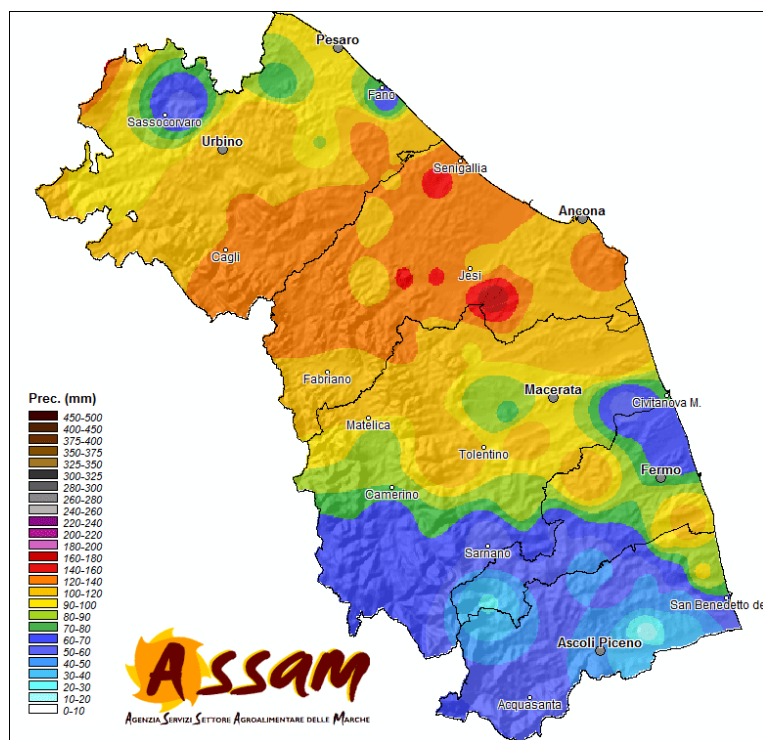 Pesaro
Fano
Sassocorvaro
Urbino
Senigallia
Ancona
Cagli
Jesi
Fabriano
Macerata
Civitanova M.
Matelica
Tolentino
Fermo
Camerino
Sarnano
San Benedetto de
Ascoli Piceno
Acquasanta
Prec. (mm)
450-500
400-450
375-400
350-375
325-350
300-325
280-300
260-280
240-260
220-240
200-220
180-200
160-180
140-160
120-140
100-120
90-100
80-90
70-80
60-70
50-60
40-50
30-40
20-30
10-20
0-10
ASSAM
AGENZIA SERVIZI SETTORE AGROALIMENTARE DELLE MARCHE